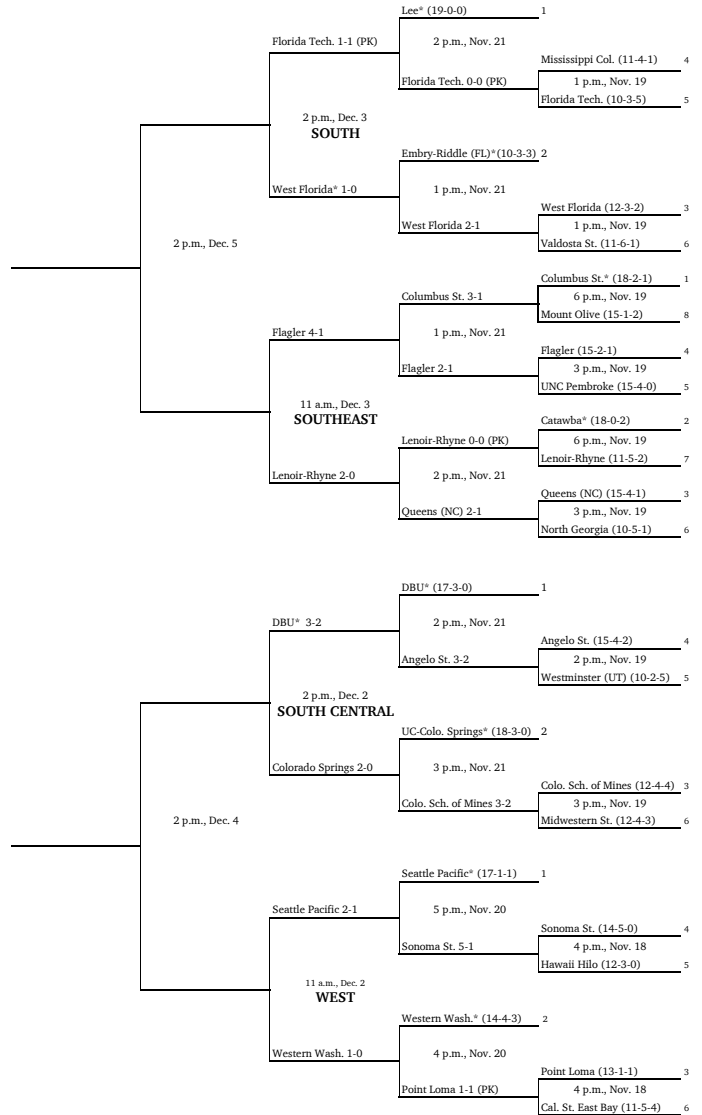 Lee* (19-0-0) 1
Florida Tech. 1-1 (PK)
2 p.m., Nov. 21
Mississippi Col. (11-4-1) 4
Florida Tech. 0-0 (PK)
1 p.m., Nov. 19
Florida Tech. (10-3-5) 5
2 p.m., Dec. 3
SOUTH
Embry-Riddle (FL)*(10-3-3) 2
West Florida* 1-0
1 p.m., Nov. 21
West Florida (12-3-2) 3
West Florida 2-1
1 p.m., Nov. 19
Valdosta St. (11-6-1) 6
2 p.m., Dec. 5
Columbus St.* (18-2-1) 1
Columbus St. 3-1
6 p.m., Nov. 19
Mount Olive (15-1-2) 8
Flagler 4-1
1 p.m., Nov. 21
Flagler (15-2-1) 4
Flagler 2-1
3 p.m., Nov. 19
UNC Pembroke (15-4-0) 5
11 a.m., Dec. 3
SOUTHEAST
Catawba* (18-0-2) 2
Lenoir-Rhyne 0-0 (PK)
6 p.m., Nov. 19
Lenoir-Rhyne (11-5-2) 7
Lenoir-Rhyne 2-0
2 p.m., Nov. 21
Queens (NC) (15-4-1) 3
Queens (NC) 2-1
3 p.m., Nov. 19
North Georgia (10-5-1) 6
DBU* (17-3-0) 1
DBU* 3-2
2 p.m., Nov. 21
Angelo St. (15-4-2) 4
Angelo St. 3-2
2 p.m., Nov. 19
Westminster (UT) (10-2-5) 5
2 p.m., Dec. 2
SOUTH CENTRAL
UC-Colo. Springs* (18-3-0) 2
Colorado Springs 2-0
3 p.m., Nov. 21
Colo. Sch. of Mines (12-4-4) 3
Colo. Sch. of Mines 3-2
3 p.m., Nov. 19
Midwestern St. (12-4-3) 6
2 p.m., Dec. 4
Seattle Pacific* (17-1-1) 1
Seattle Pacific 2-1
5 p.m., Nov. 20
Sonoma St. (14-5-0) 4
Sonoma St. 5-1
4 p.m., Nov. 18
Hawaii Hilo (12-3-0) 5
11 a.m., Dec. 2
WEST
Western Wash.* (14-4-3) 2
Western Wash. 1-0
4 p.m., Nov. 20
Point Loma (13-1-1) 3
Point Loma 1-1 (PK)
4 p.m., Nov. 18
Cal. St. East Bay (11-5-4) 6